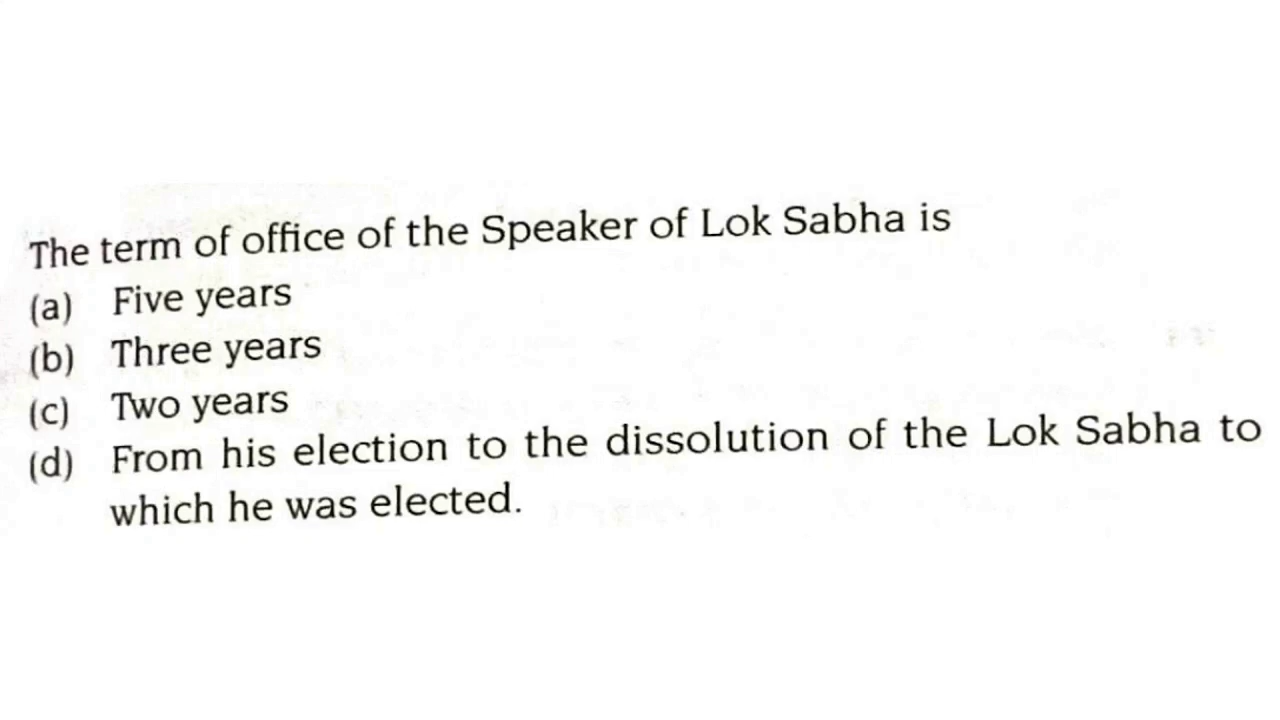 The term of office of the Speaker of Lok Sabha is
(a) Five years
(b) Three years
(c) Two years
(d) From his election to the dissolution of the Lok Sabha to
which he was elected.